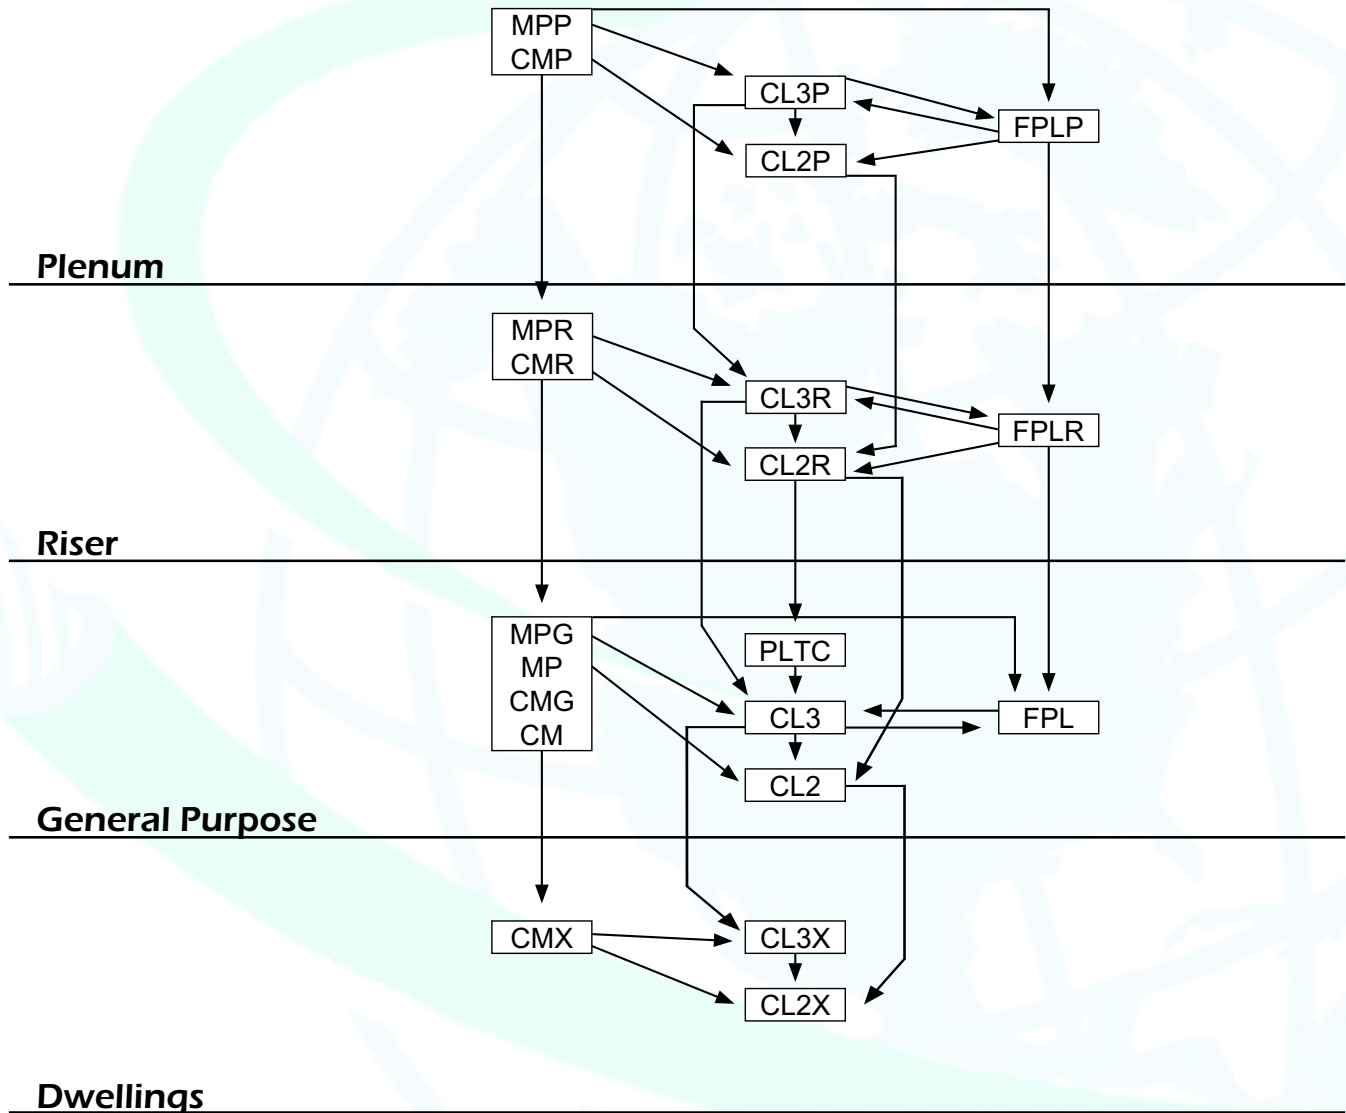 MPP
CMP
CL3P
FPLP
CL2P
Plenum
MPR
CMR
CL3R
FPLR
CL2R
Riser
MPG
MP
CMG
CM
PLTC
CL3
FPL
CL2
General Purpose
CMX
CL3X
CL2X
Dwellings